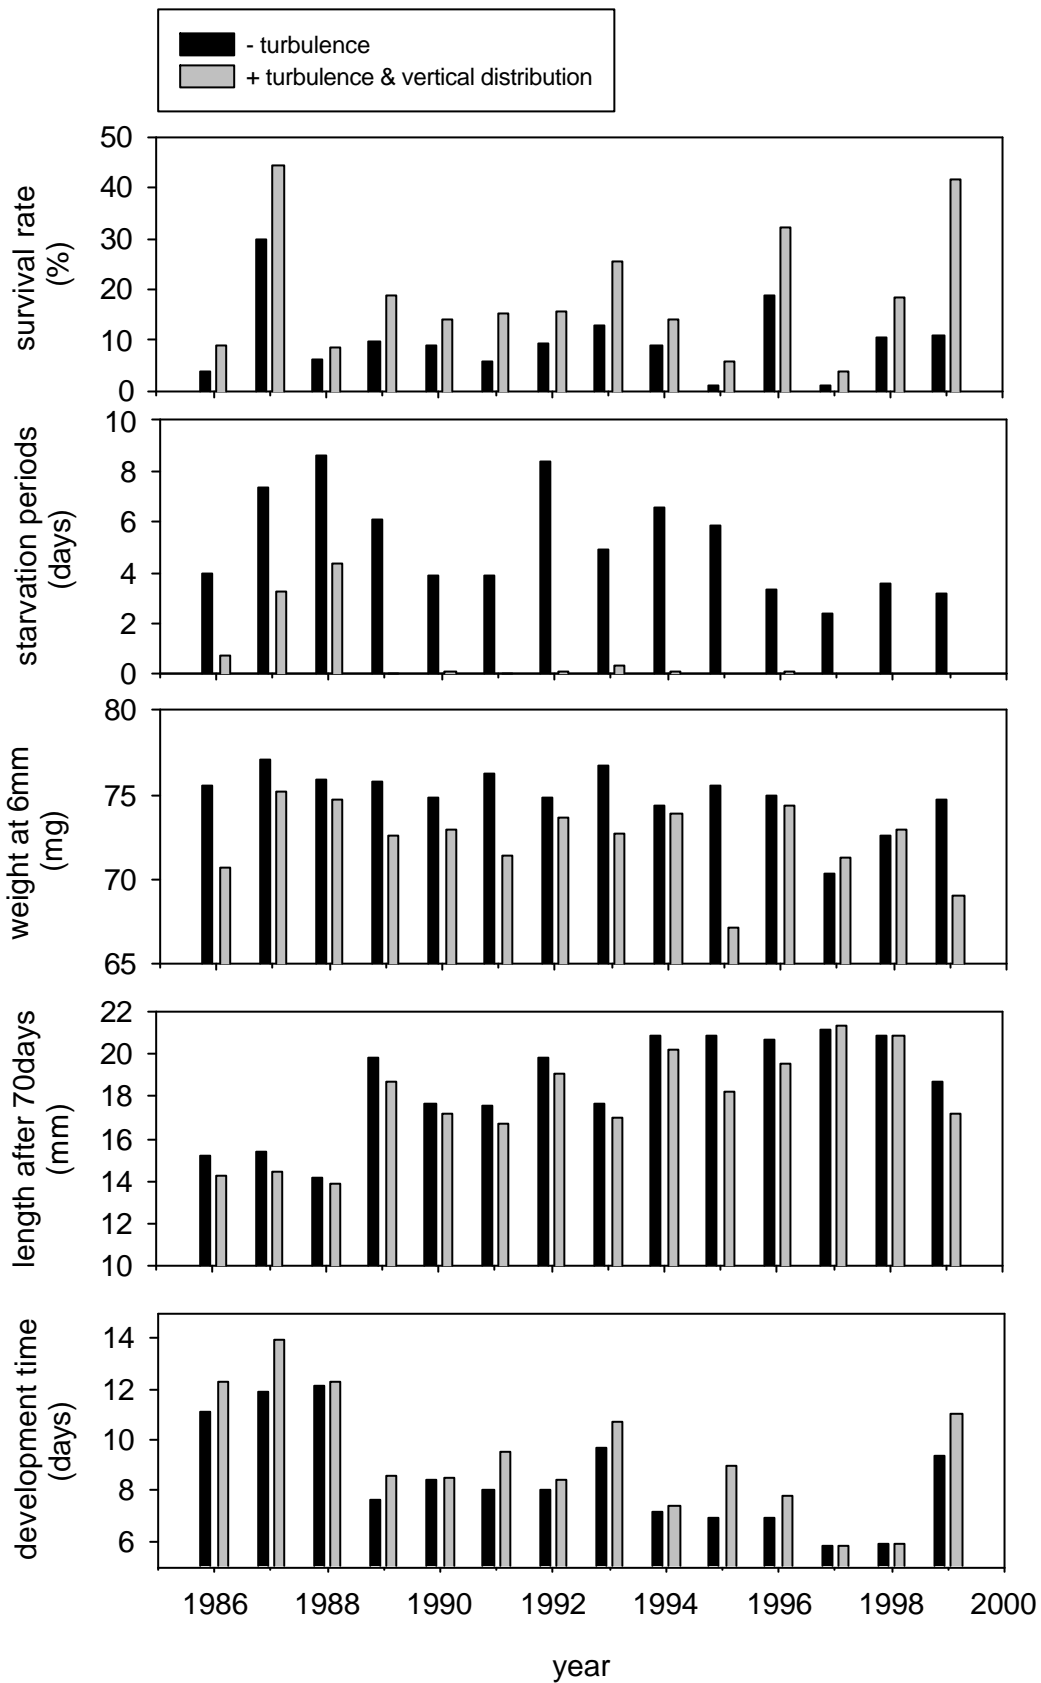 - turbulence
+ turbulence & vertical distribution
survival rate
(%)
50
40
30
20
10
0
starvation periods
(days)
10
8
6
4
2
0
weight at 6mm
(mg)
80
75
70
65
length after 70days
(mm)
22
20
18
16
14
12
10
development time
(days)
14
12
10
8
6
1986 1988 1990 1992 1994 1996 1998 2000
year